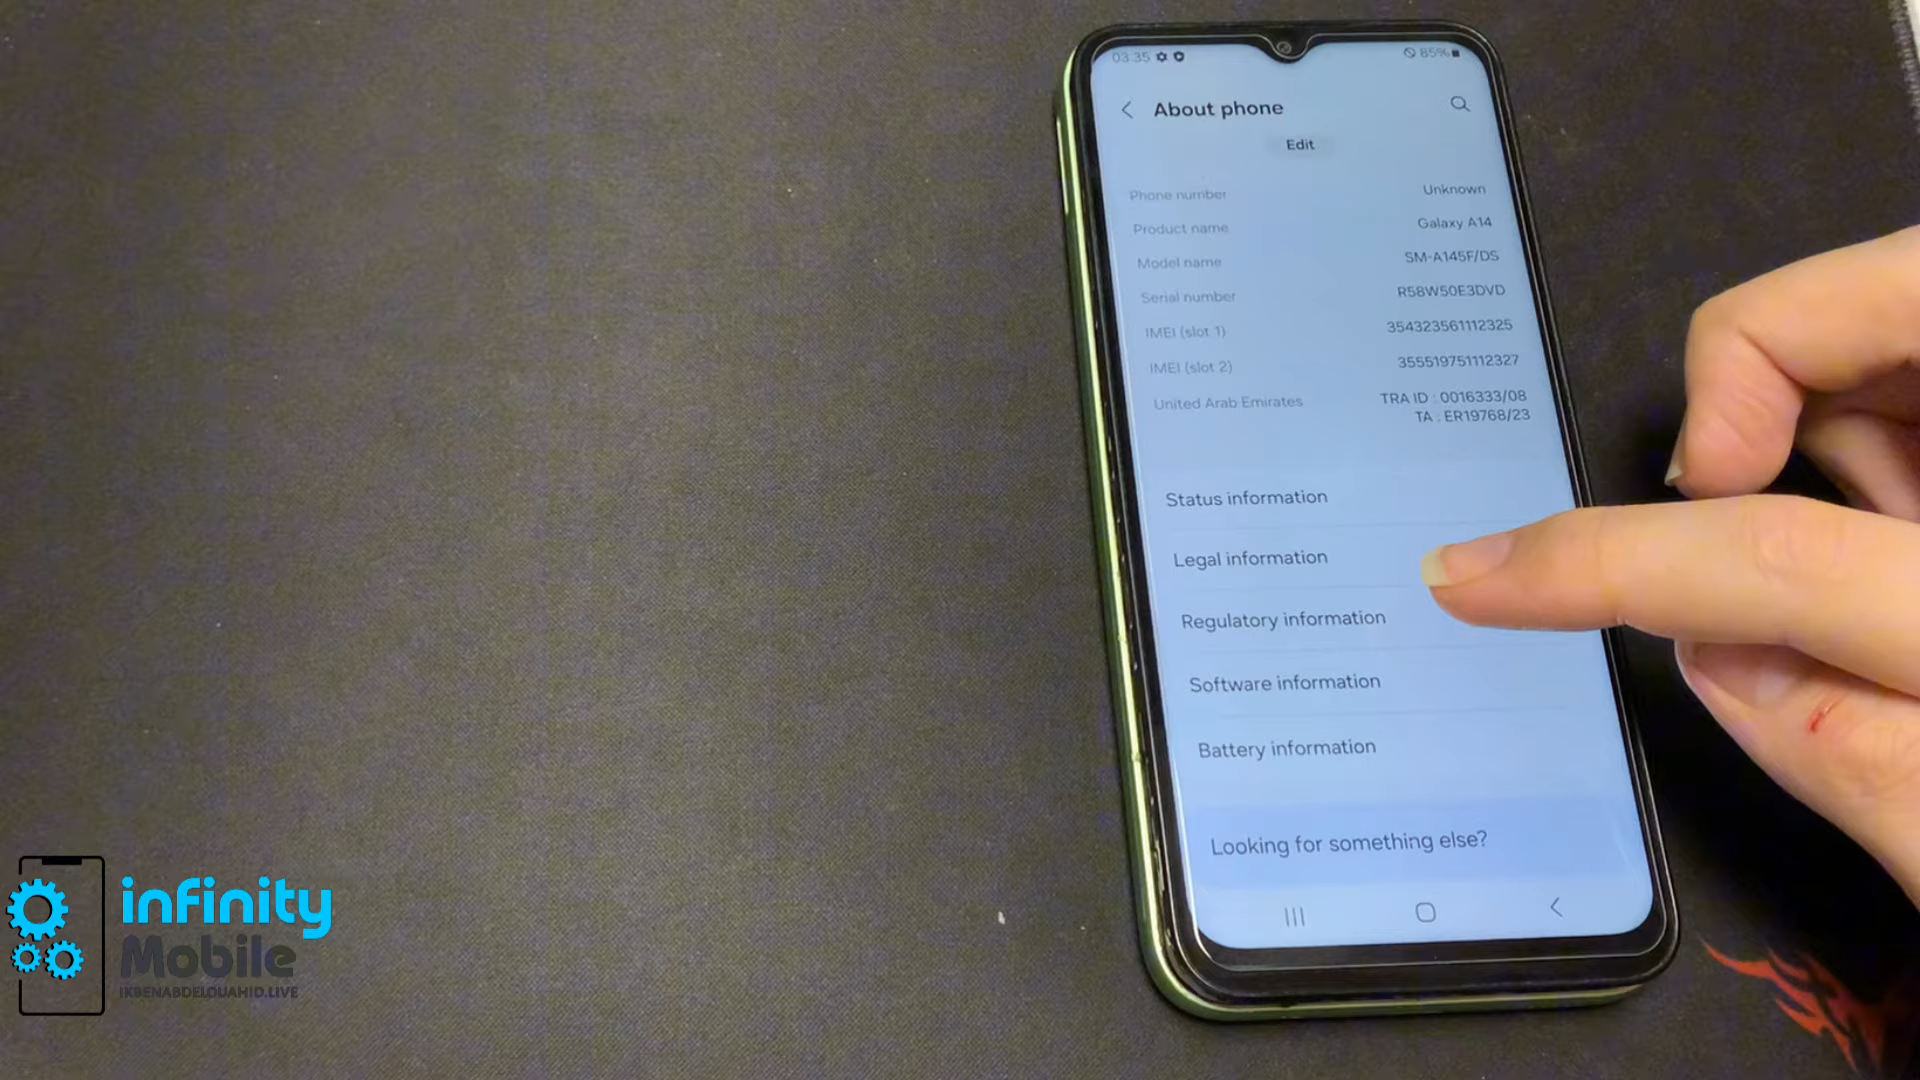 03.35
85%
About phone
Edit
Phone number Unknown
Product name Galaxy A14
Model name SM-A145F/DS
Serial number R58W50E3DVD
IMEI (slot 1) 354323561112325
IMEI (slot 2) 355519751112327
United Arab Emirates TRA ID : 0016333/08
TA : ER19768/23
Status information
Legal information
Regulatory information
Software information
Battery information
Looking for something else?
infinity
Mobile
IKBENABDELOUAHID.LIVE